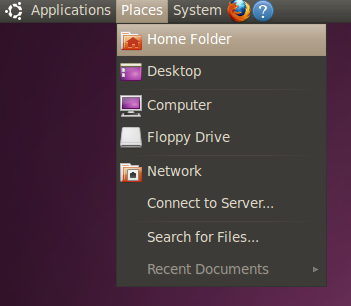 Applications Places System ?
Home Folder
Desktop
Computer
Floppy Drive
Network
Connect to Server...
Search for Files...
Recent Documents